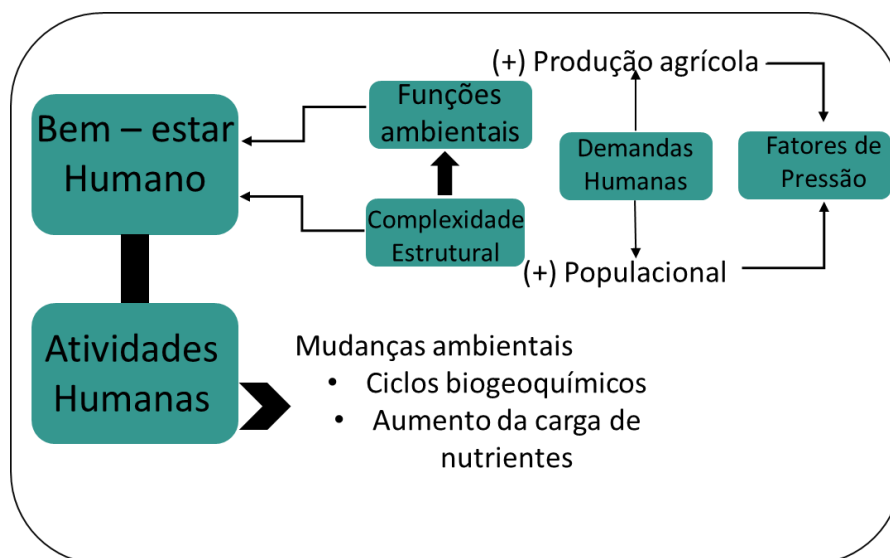 Bem – estar
Humano
Funções
ambientais
Complexidade
Estrutural
(+) Produção agrícola
Demandas
Humanas
(+) Populacional
Fatores de
Pressão
Atividades
Humanas
Mudanças ambientais
• Ciclos biogeoquímicos
• Aumento da carga de
nutrientes